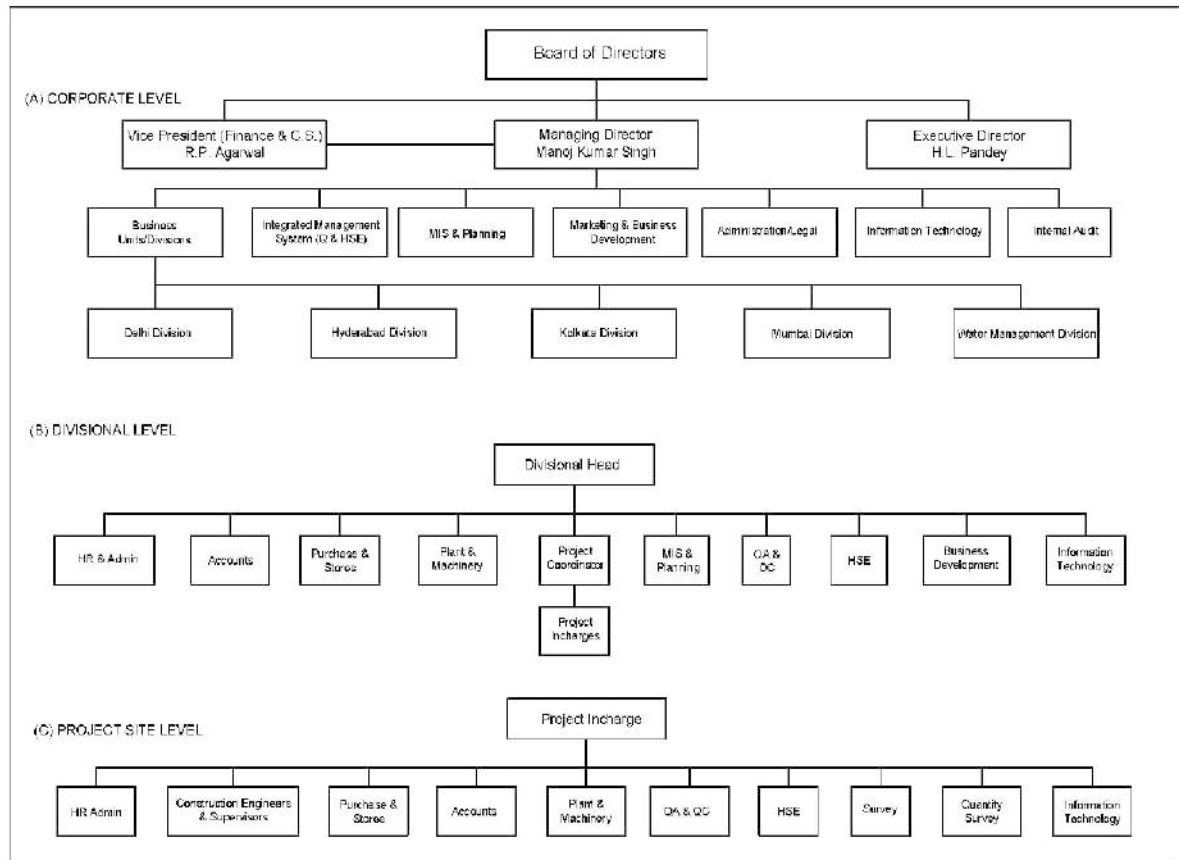 Board of Directors
(A) CORPORATE LEVEL
Vice President (Finance & C.S.)
R.P. Agarwal
Managing Director
Manoj Kumar Singh
Executive Director
H.L. Pandey
Business
Units/Divisions
Integrated Management
System (Q & HSE)
MIS & Planning
Marketing & Business
Development
Administration/Legal
Information Technology
Internal Audit
Delhi Division
Hyderabad Division
Kolkata Division
Mumbai Division
Water Management Division
(B) DIVISIONAL LEVEL
Divisional Head
HR & Admin
Accounts
Purchase &
Stores
Plant &
Machinery
Project
Coordinator
MIS &
Planning
QA &
QC
HSE
Business
Development
Information
Technology
Project
Incharges
(C) PROJECT SITE LEVEL
Project Incharge
HR Admin
Construction Engineers
& Supervisors
Purchase &
Stores
Accounts
Plant &
Machinery
QA & QC
HSE
Survey
Quantity
Survey
Information
Technology